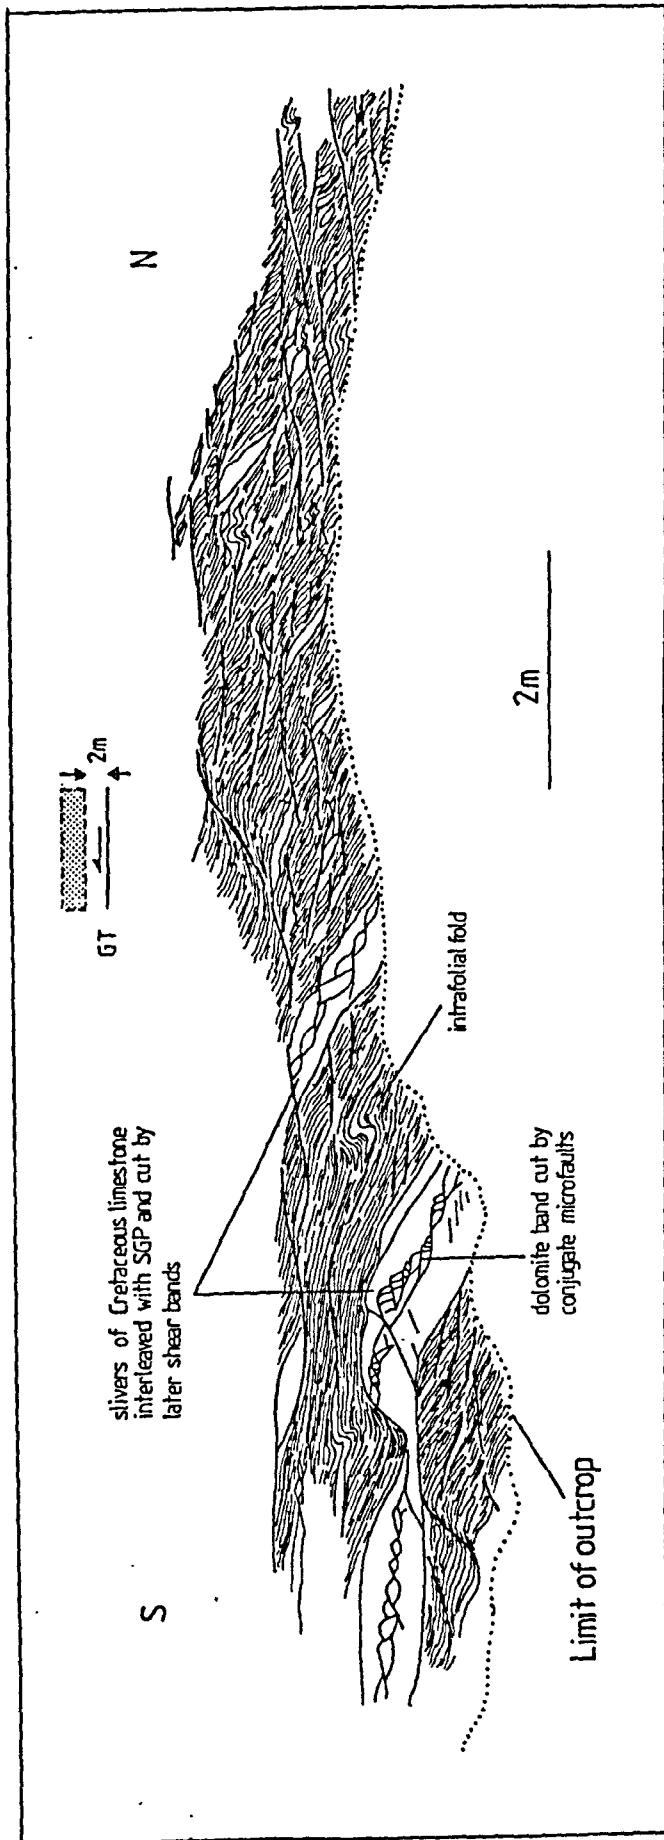 S
N
GT
2m
slivers of Cretaceous limestone
interleaved with SGP and cut by
later shear bands
intrafolial fold
dolomite band cut by
conjugate microfaults
2m
Limit of outcrop